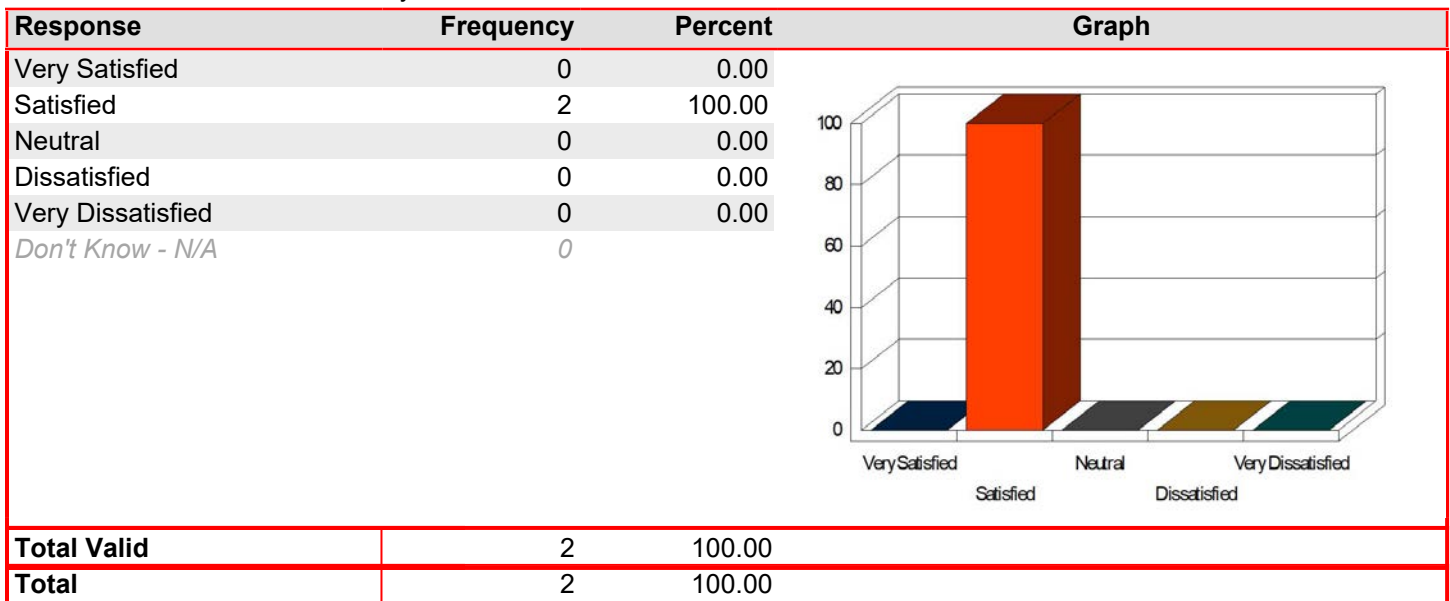 Response Frequency Percent Graph
Very Satisfied 0 0.00
Satisfied 2 100.00
Neutral 0 0.00
Dissatisfied 0 0.00
Very Dissatisfied 0 0.00
Don't Know - N/A 0
100
80
60
40
20
0
Very Satisfied Neutral Very Dissatisfied
Satisfied Dissatisfied
Total Valid 2 100.00
Total 2 100.00